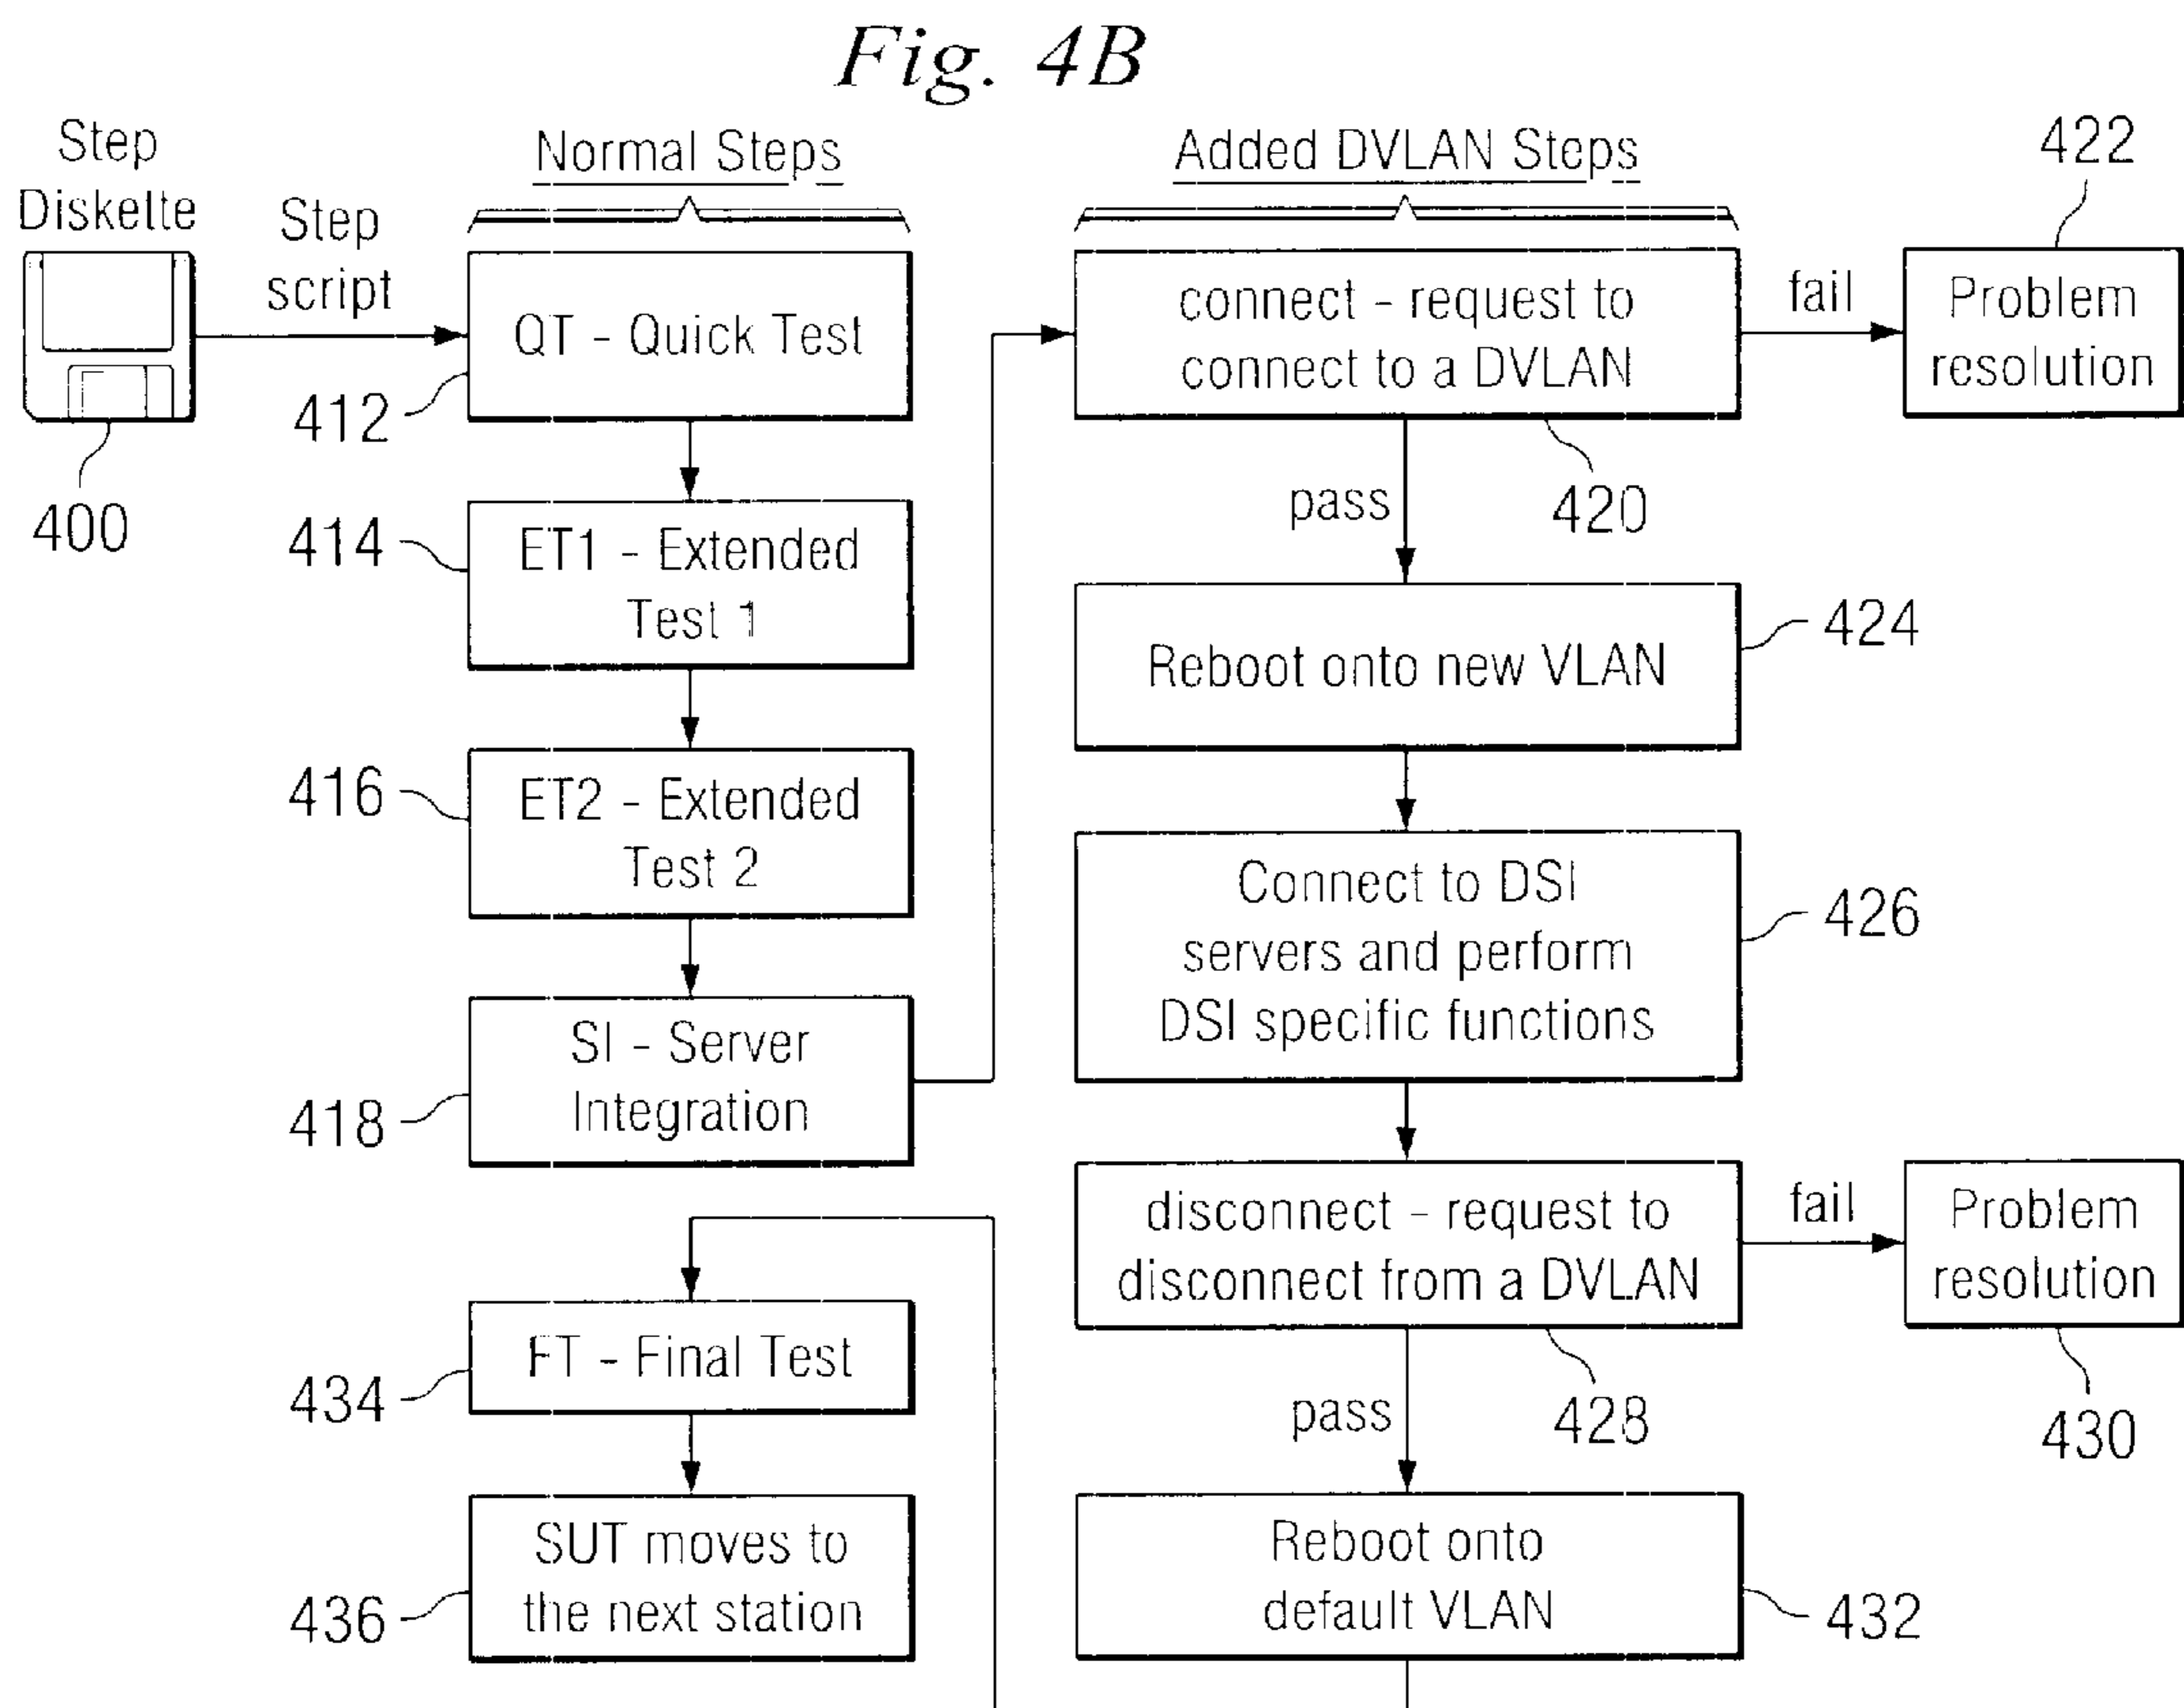 Fig. 4B
Step
Diskette
400
Step
script
Normal Steps
QT - Quick Test
412
ET1 - Extended
Test 1
414
ET2 - Extended
Test 2
416
SI - Server
Integration
418
Added DVLAN Steps
connect - request to
connect to a DVLAN
420
fail
Problem
resolution
422
pass
Reboot onto new VLAN
424
Connect to DSI
servers and perform
DSI specific functions
426
disconnect - request to
disconnect from a DVLAN
428
fail
Problem
resolution
430
pass
Reboot onto
default VLAN
432
FT - Final Test
434
SUT moves to
the next station
436